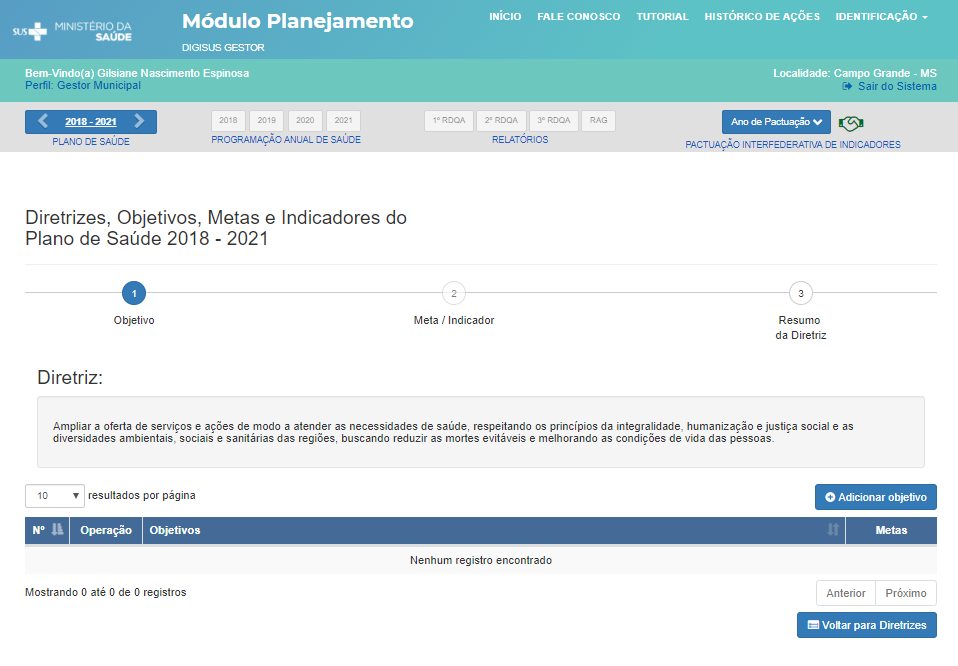 SUS MINISTÉRIO DA
SAÚDE
Módulo Planejamento
DIGISUS GESTOR
INÍCIO FALE CONOSCO TUTORIAL HISTÓRICO DE AÇÕES IDENTIFICAÇÃO
Bem-Vindo(a) Gilsiane Nascimento Espinosa
Perfil: Gestor Municipal
Localidade: Campo Grande - MS
Sair do Sistema
2018 - 2021
PLANO DE SAÚDE
2018 2019 2020 2021
PROGRAMAÇÃO ANUAL DE SAÚDE
1º RDQA 2º RDQA 3º RDQA RAG
RELATÓRIOS
Ano de Pactuação
PACTUAÇÃO INTERFEDERATIVA DE INDICADORES
Diretrizes, Objetivos, Metas e Indicadores do
Plano de Saúde 2018 - 2021
1 2 3
Objetivo Meta / Indicador Resumo
da Diretriz
Diretriz:
Ampliar a oferta de serviços e ações de modo a atender as necessidades de saúde, respeitando os princípios da integralidade, humanização e justiça social e as
diversidades ambientais, sociais e sanitárias das regiões, buscando reduzir as mortes evitáveis e melhorando as condições de vida das pessoas.
10 resultados por página
Adicionar objetivo
Nº Operação Objetivos Metas
Nenhum registro encontrado
Mostrando 0 até 0 de 0 registros
Anterior Próximo
Voltar para Diretrizes